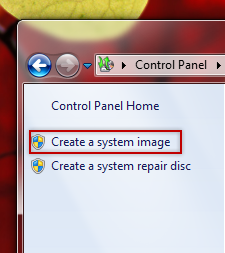 Control Panel
Control Panel Home
Create a system image
Create a system repair disc